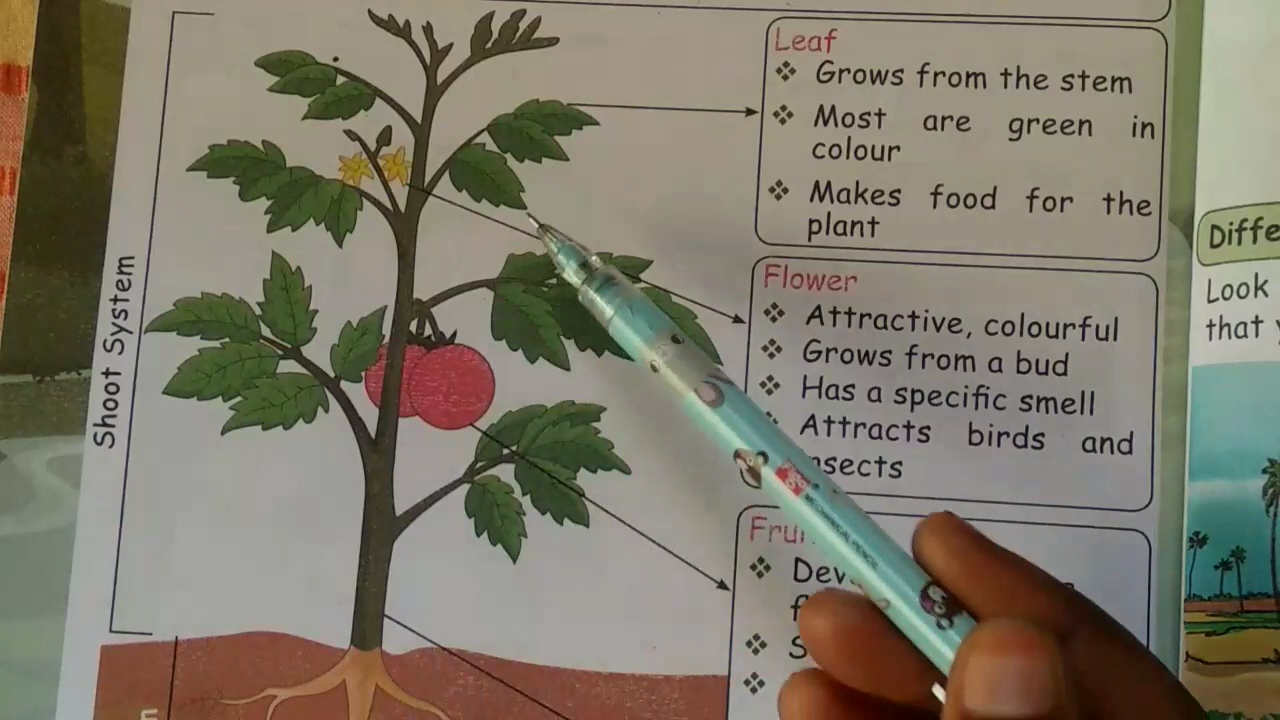 Shoot System
Leaf
❖ Grows from the stem
❖ Most are green in
colour
❖ Makes food for the
plant
Flower
❖ Attractive, colourful
❖ Grows from a bud
❖ Has a specific smell
Attracts birds and
nsects
Fru
❖ Dev
f
❖ S
❖
Diffe
Look
that